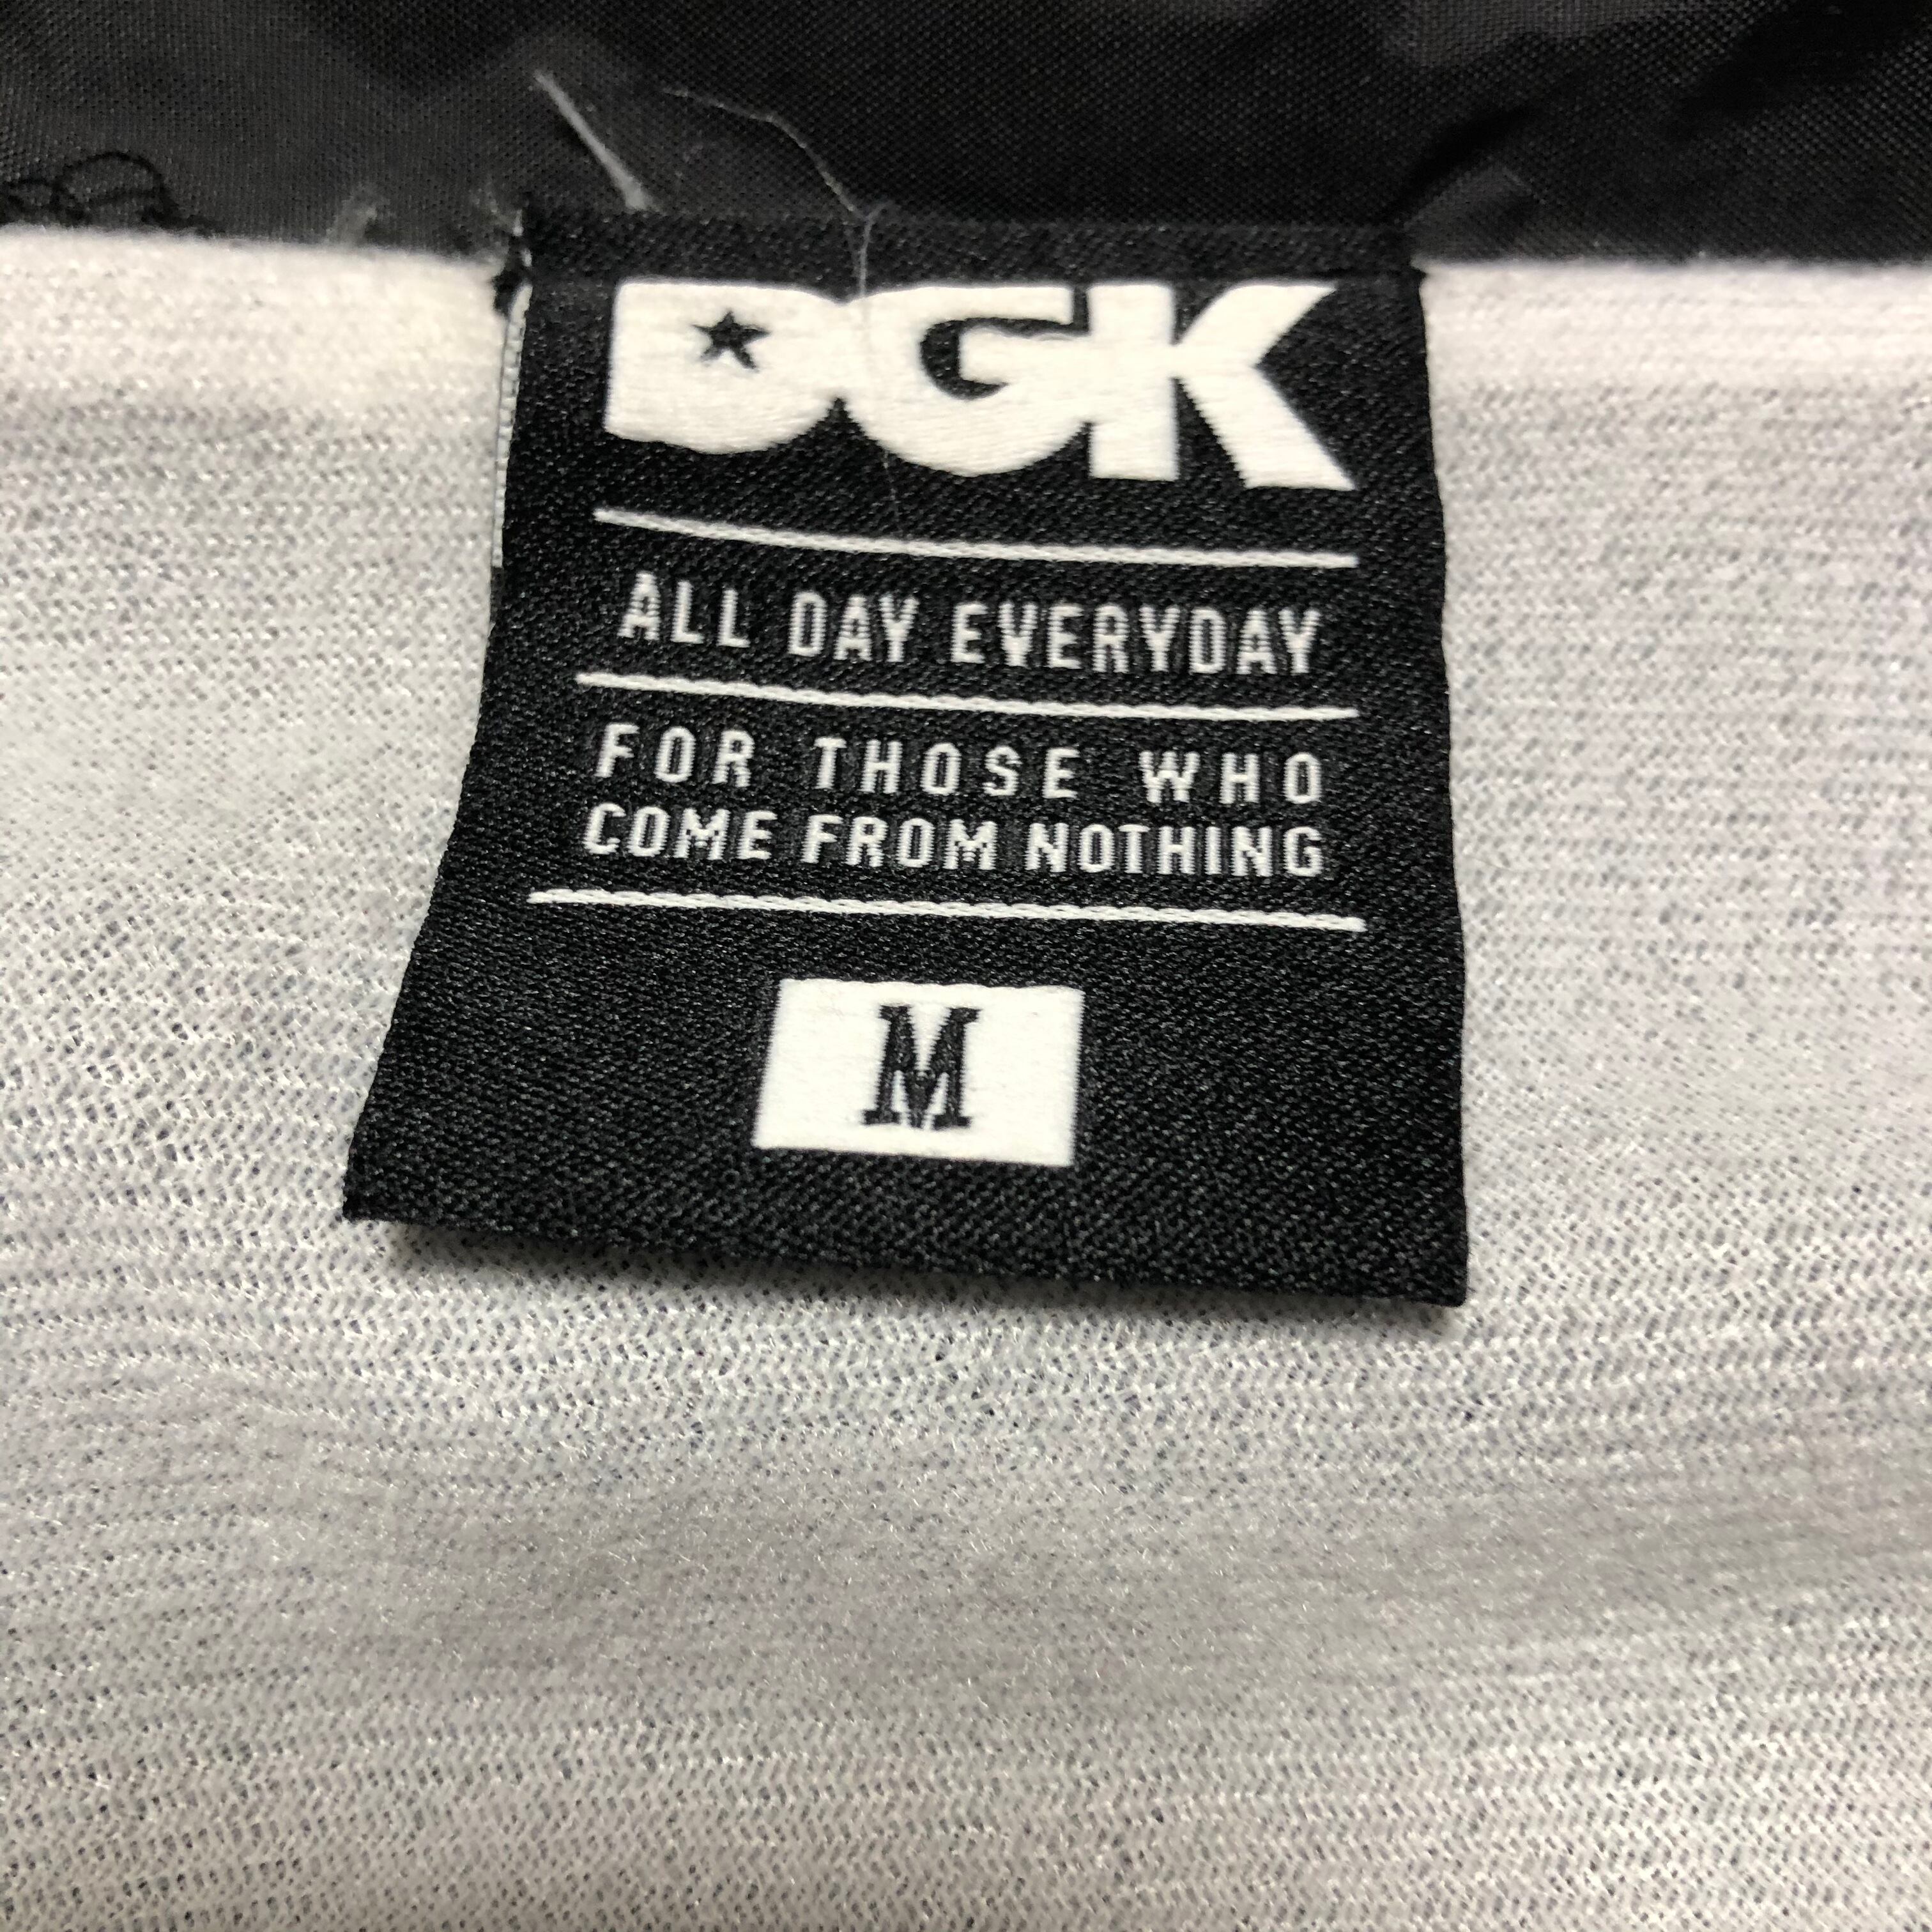 DGK
ALL DAY EVERYDAY
FOR THOSE WHO
COME FROM NOTHING
M